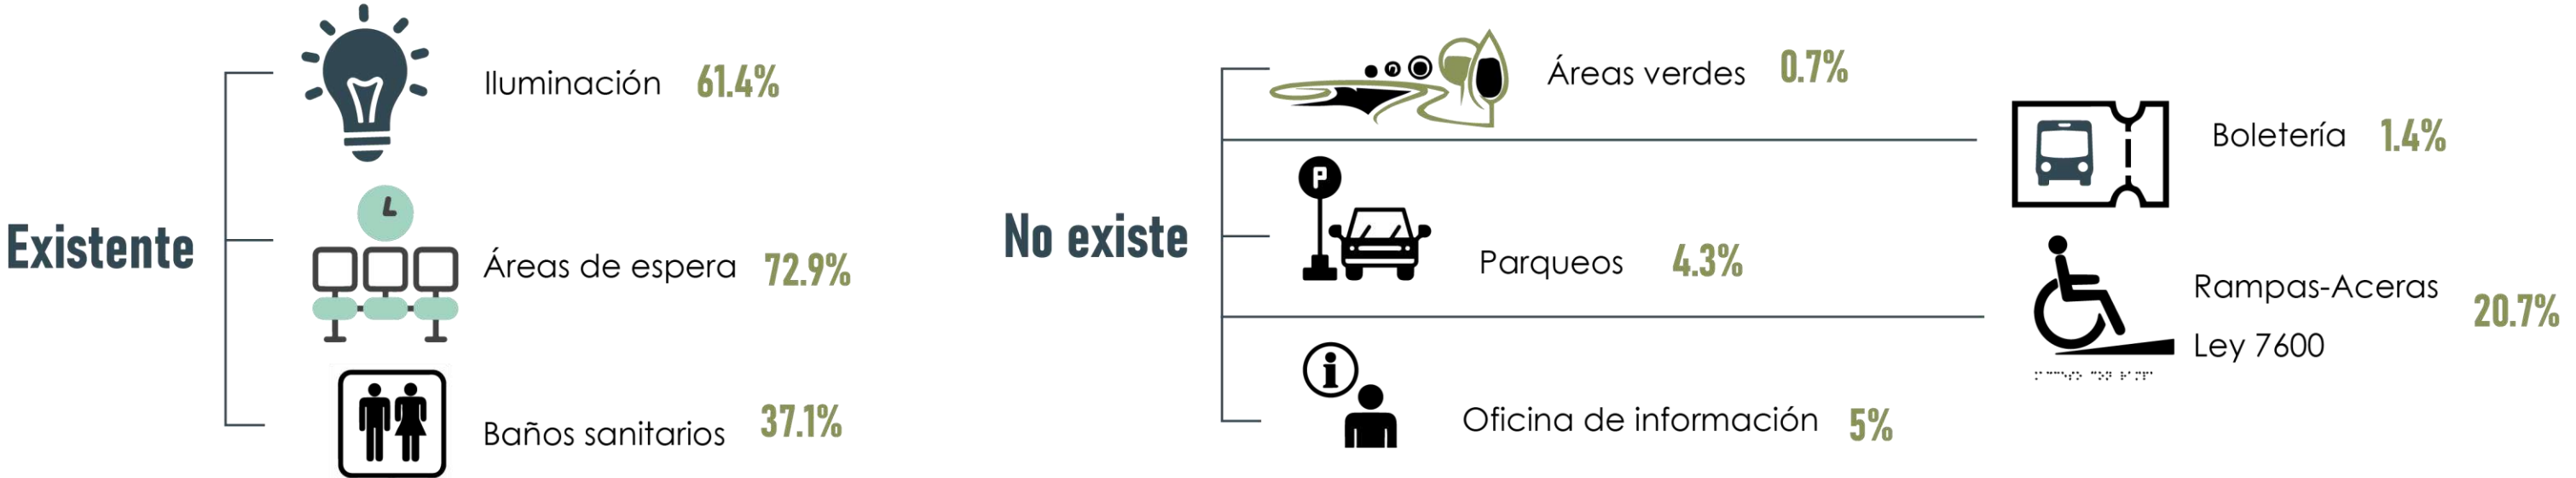 Existente
Iluminación 61.4%
Áreas de espera 72.9%
Baños sanitarios 37.1%
No existe
Áreas verdes 0.7%
P
Parqueos 4.3%
i
Oficina de información 5%
Boletería 1.4%
Rampas-Aceras
Ley 7600
20.7%